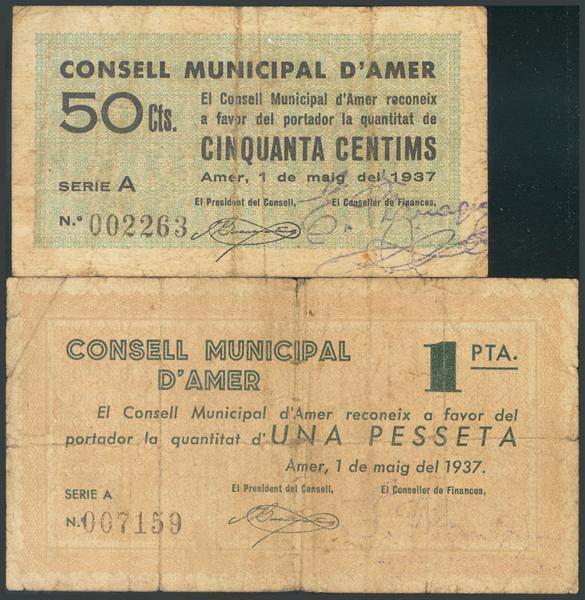 CONSELL MUNICIPAL D'AMER
50 Cts.
El Consell Municipal d'Amer reconeix
a favor del portador la quantitat de
CINQUANTA CENTIMS
Amer, 1 de maig del 1937
SERIE A
El President del Consell,
El Conseller de Finances,
N.º 002263
CONSELL MUNICIPAL
D'AMER
1 PTA.
El Consell Municipal d'Amer reconeix a favor del
portador la quantitat d'UNA PESSETA
Amer, 1 de maig del 1937.
SERIE A
El President del Consell,
El Conseller de Finances,
N.º 007159